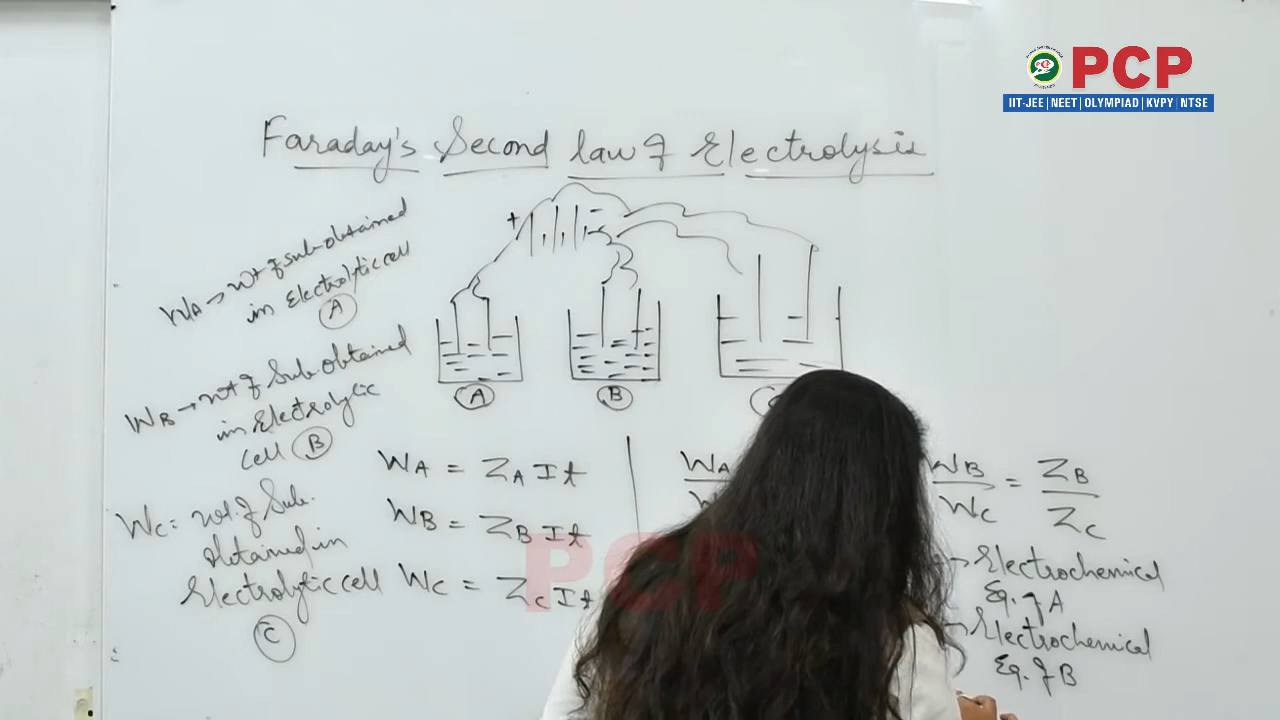 PCP
IIT-JEE | NEET | OLYMPIAD | KVPY | NTSE
Faraday's Second law of Electrolysis
WA → wt of sub obtained
in Electrolytic cell
A
WB → wt of Sub. obtained
in Electrolytic
cell B
Wc = wt. of Sub.
obtained in
Electrolytic cell
C
+
A
B
WA = ZA I t
WB = ZB I t
Wc = Zc I t
WA
WB / Wc = ZB / Zc
→ Electrochemical
Eq. of A
→ Electrochemical
Eq. of B
PCP